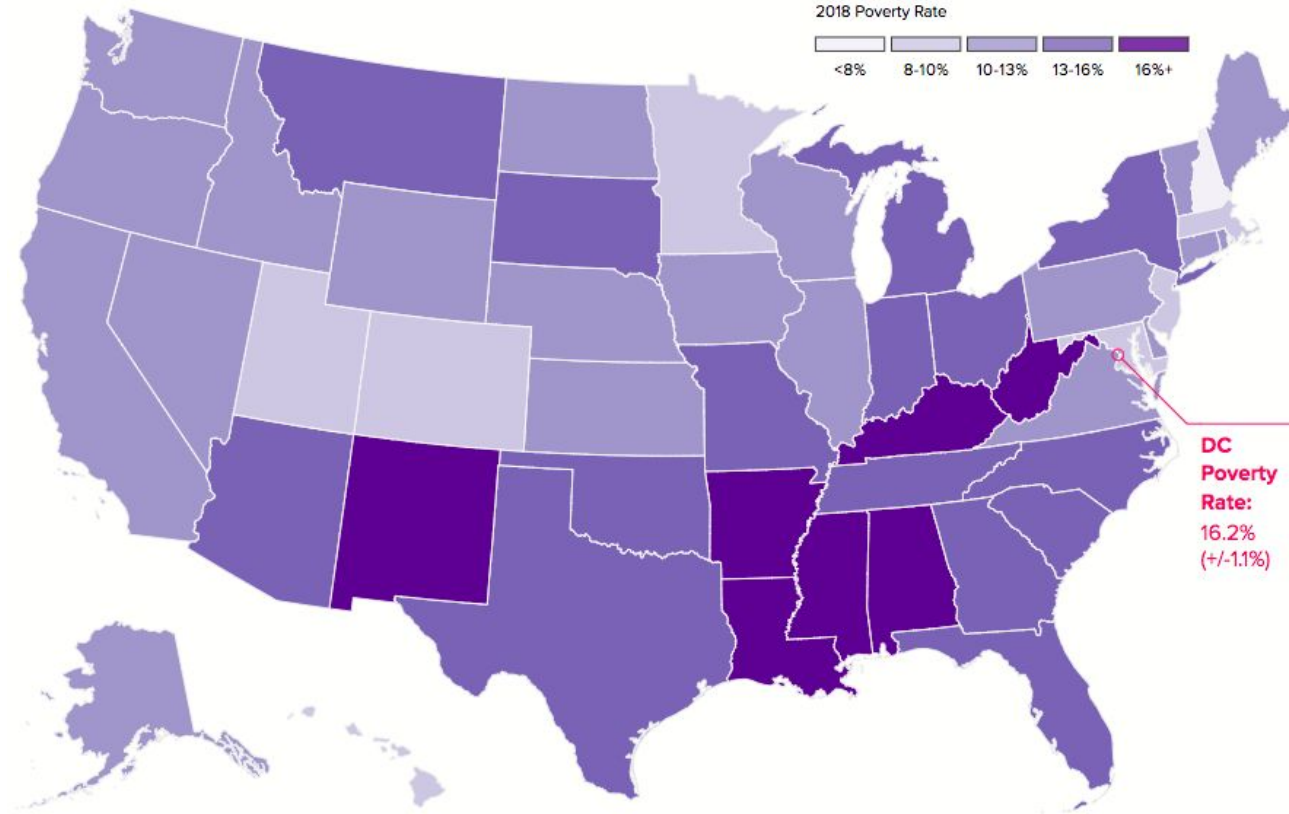 2018 Poverty Rate
<8% 8-10% 10-13% 13-16% 16%+
DC
Poverty
Rate:
16.2%
(+/-1.1%)